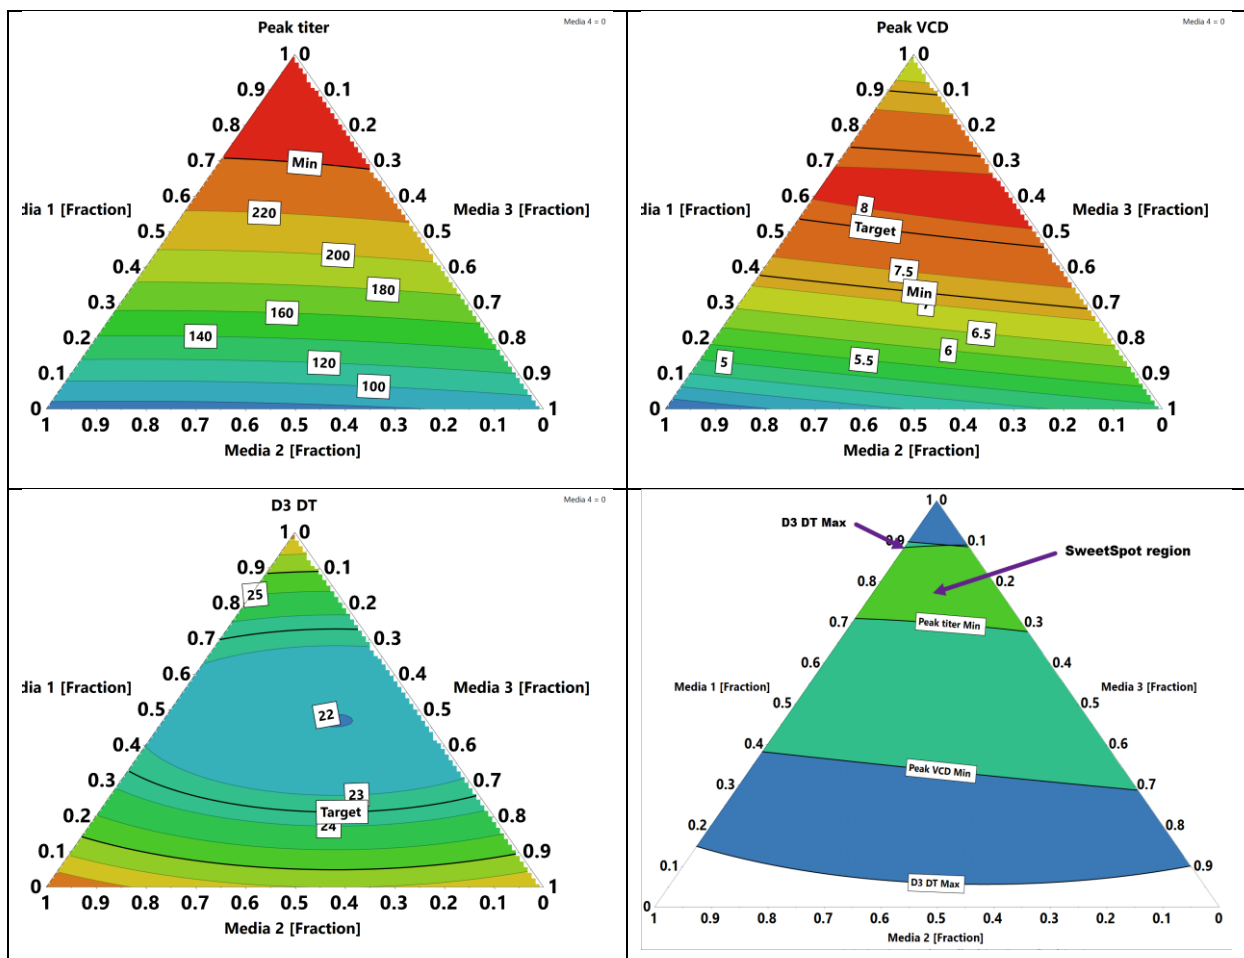 Peak titer
Media 4 = 0
1 0
0.9 0.1
0.8 0.2
0.7 Min 0.3
0.6 0.4
dia 1 [Fraction] 220 Media 3 [Fraction]
0.5 0.5
200
0.4 0.6
180
0.3 160 0.7
0.2 140 0.8
120
0.1 100 0.9
0 1
1 0.9 0.8 0.7 0.6 0.5 0.4 0.3 0.2 0.1 0
Media 2 [Fraction]
Peak VCD
Media 4 = 0
1 0
0.9 0.1
0.8 0.2
0.7 0.3
0.6 0.4
dia 1 [Fraction] 8 Media 3 [Fraction]
0.5 Target 0.5
0.4 7.5 0.6
Min
0.3 7 0.7
6.5
0.2 6 0.8
5 5.5
0.1 0.9
0 1
1 0.9 0.8 0.7 0.6 0.5 0.4 0.3 0.2 0.1 0
Media 2 [Fraction]
D3 DT
Media 4 = 0
1 0
0.9 0.1
25
0.8 0.2
0.7 0.3
0.6 0.4
dia 1 [Fraction] Media 3 [Fraction]
0.5 22 0.5
0.4 0.6
0.3 23 0.7
Target
0.2 24 0.8
0.1 0.9
0 1
1 0.9 0.8 0.7 0.6 0.5 0.4 0.3 0.2 0.1 0
Media 2 [Fraction]
1 0
D3 DT Max
0.9 0.1
SweetSpot region
0.8 0.2
0.7 Peak titer Min 0.3
0.6 0.4
Media 1 [Fraction] Media 3 [Fraction]
0.5 0.5
0.4 0.6
Peak VCD Min
0.3 0.7
0.2 0.8
0.1 D3 DT Max 0.9
0
1 0.9 0.8 0.7 0.6 0.5 0.4 0.3 0.2 0.1 0
Media 2 [Fraction]